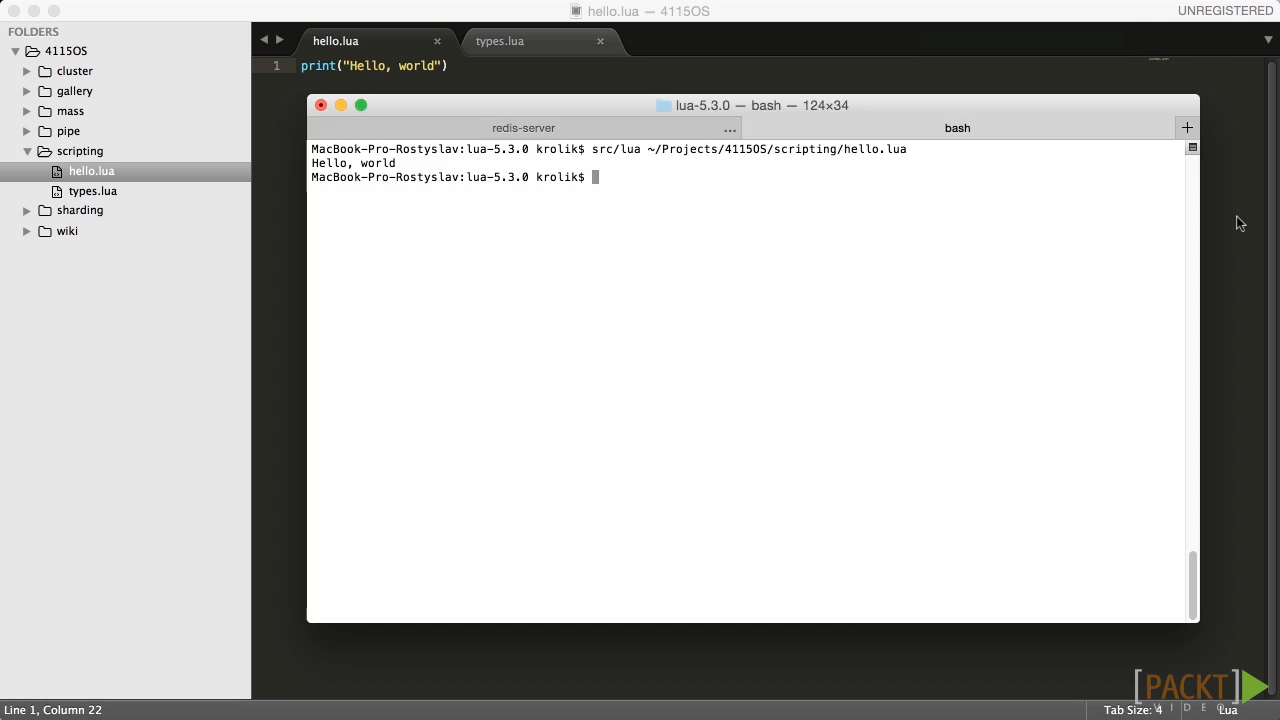 hello.lua — 4115OS
UNREGISTERED
FOLDERS
4115OS
cluster
gallery
mass
pipe
scripting
hello.lua
types.lua
sharding
wiki
hello.lua × types.lua ×
1 print("Hello, world")
lua-5.3.0 — bash — 124×34
redis-server ... bash +
MacBook-Pro-Rostyslav:lua-5.3.0 krolik$ src/lua ~/Projects/4115OS/scripting/hello.lua
Hello, world
MacBook-Pro-Rostyslav:lua-5.3.0 krolik$
[PACKT]
VIDEO
Line 1, Column 22
Tab Size: 4
Lua